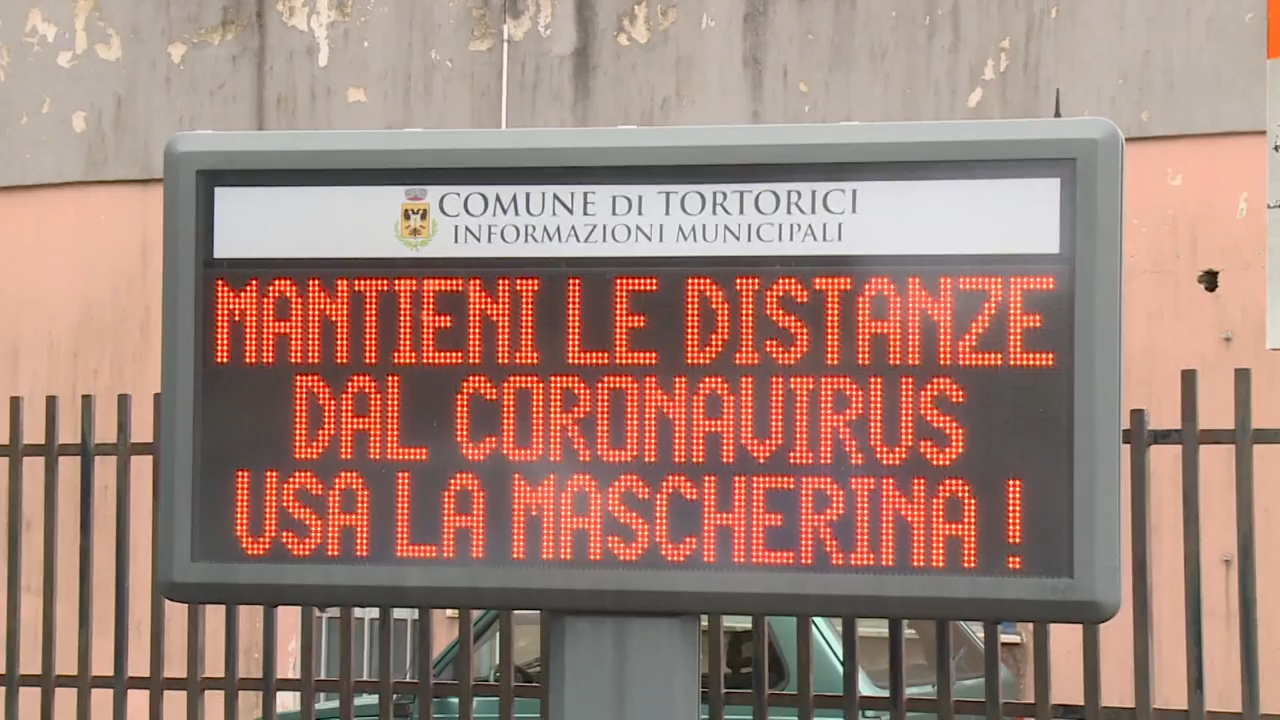 COMUNE DI TORTORICI
INFORMAZIONI MUNICIPALI
MANTIENI LE DISTANZE
DAL CORONAVIRUS
USA LA MASCHERINA !